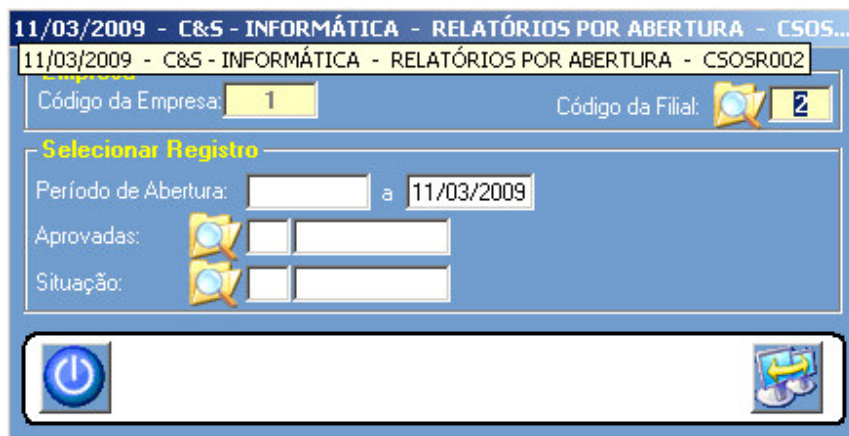 11/03/2009 - C&S - INFORMÁTICA - RELATÓRIOS POR ABERTURA - CSOS...
11/03/2009 - C&S - INFORMÁTICA - RELATÓRIOS POR ABERTURA - CSOSR002
Empresa
Código da Empresa: 1 Código da Filial: 2
Selecionar Registro
Período de Abertura: a 11/03/2009
Aprovadas:
Situação: